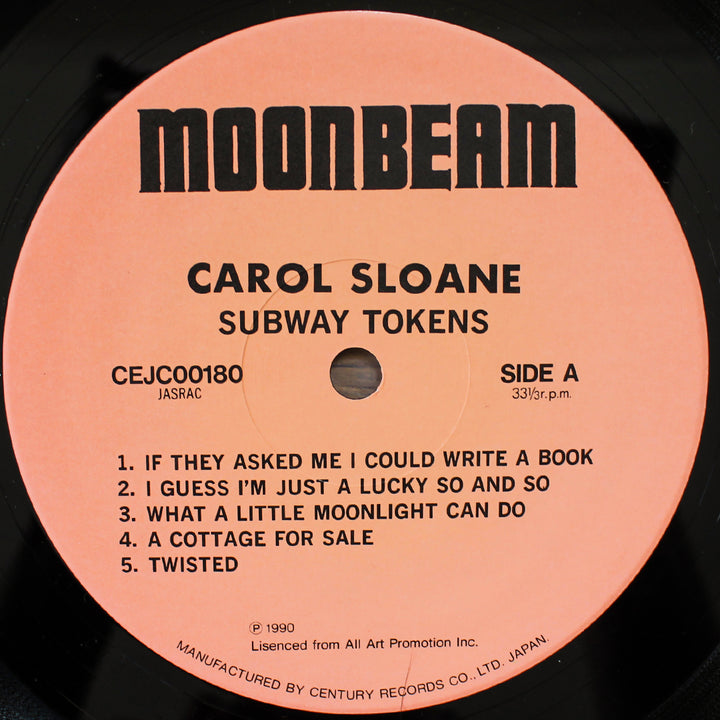 MOONBEAM
CAROL SLOANE
SUBWAY TOKENS
CEJC00180
JASRAC
SIDE A
33⅓r.p.m.
1. IF THEY ASKED ME I COULD WRITE A BOOK
2. I GUESS I'M JUST A LUCKY SO AND SO
3. WHAT A LITTLE MOONLIGHT CAN DO
4. A COTTAGE FOR SALE
5. TWISTED
℗ 1990
Lisenced from All Art Promotion Inc.
MANUFACTURED BY CENTURY RECORDS CO., LTD. JAPAN.